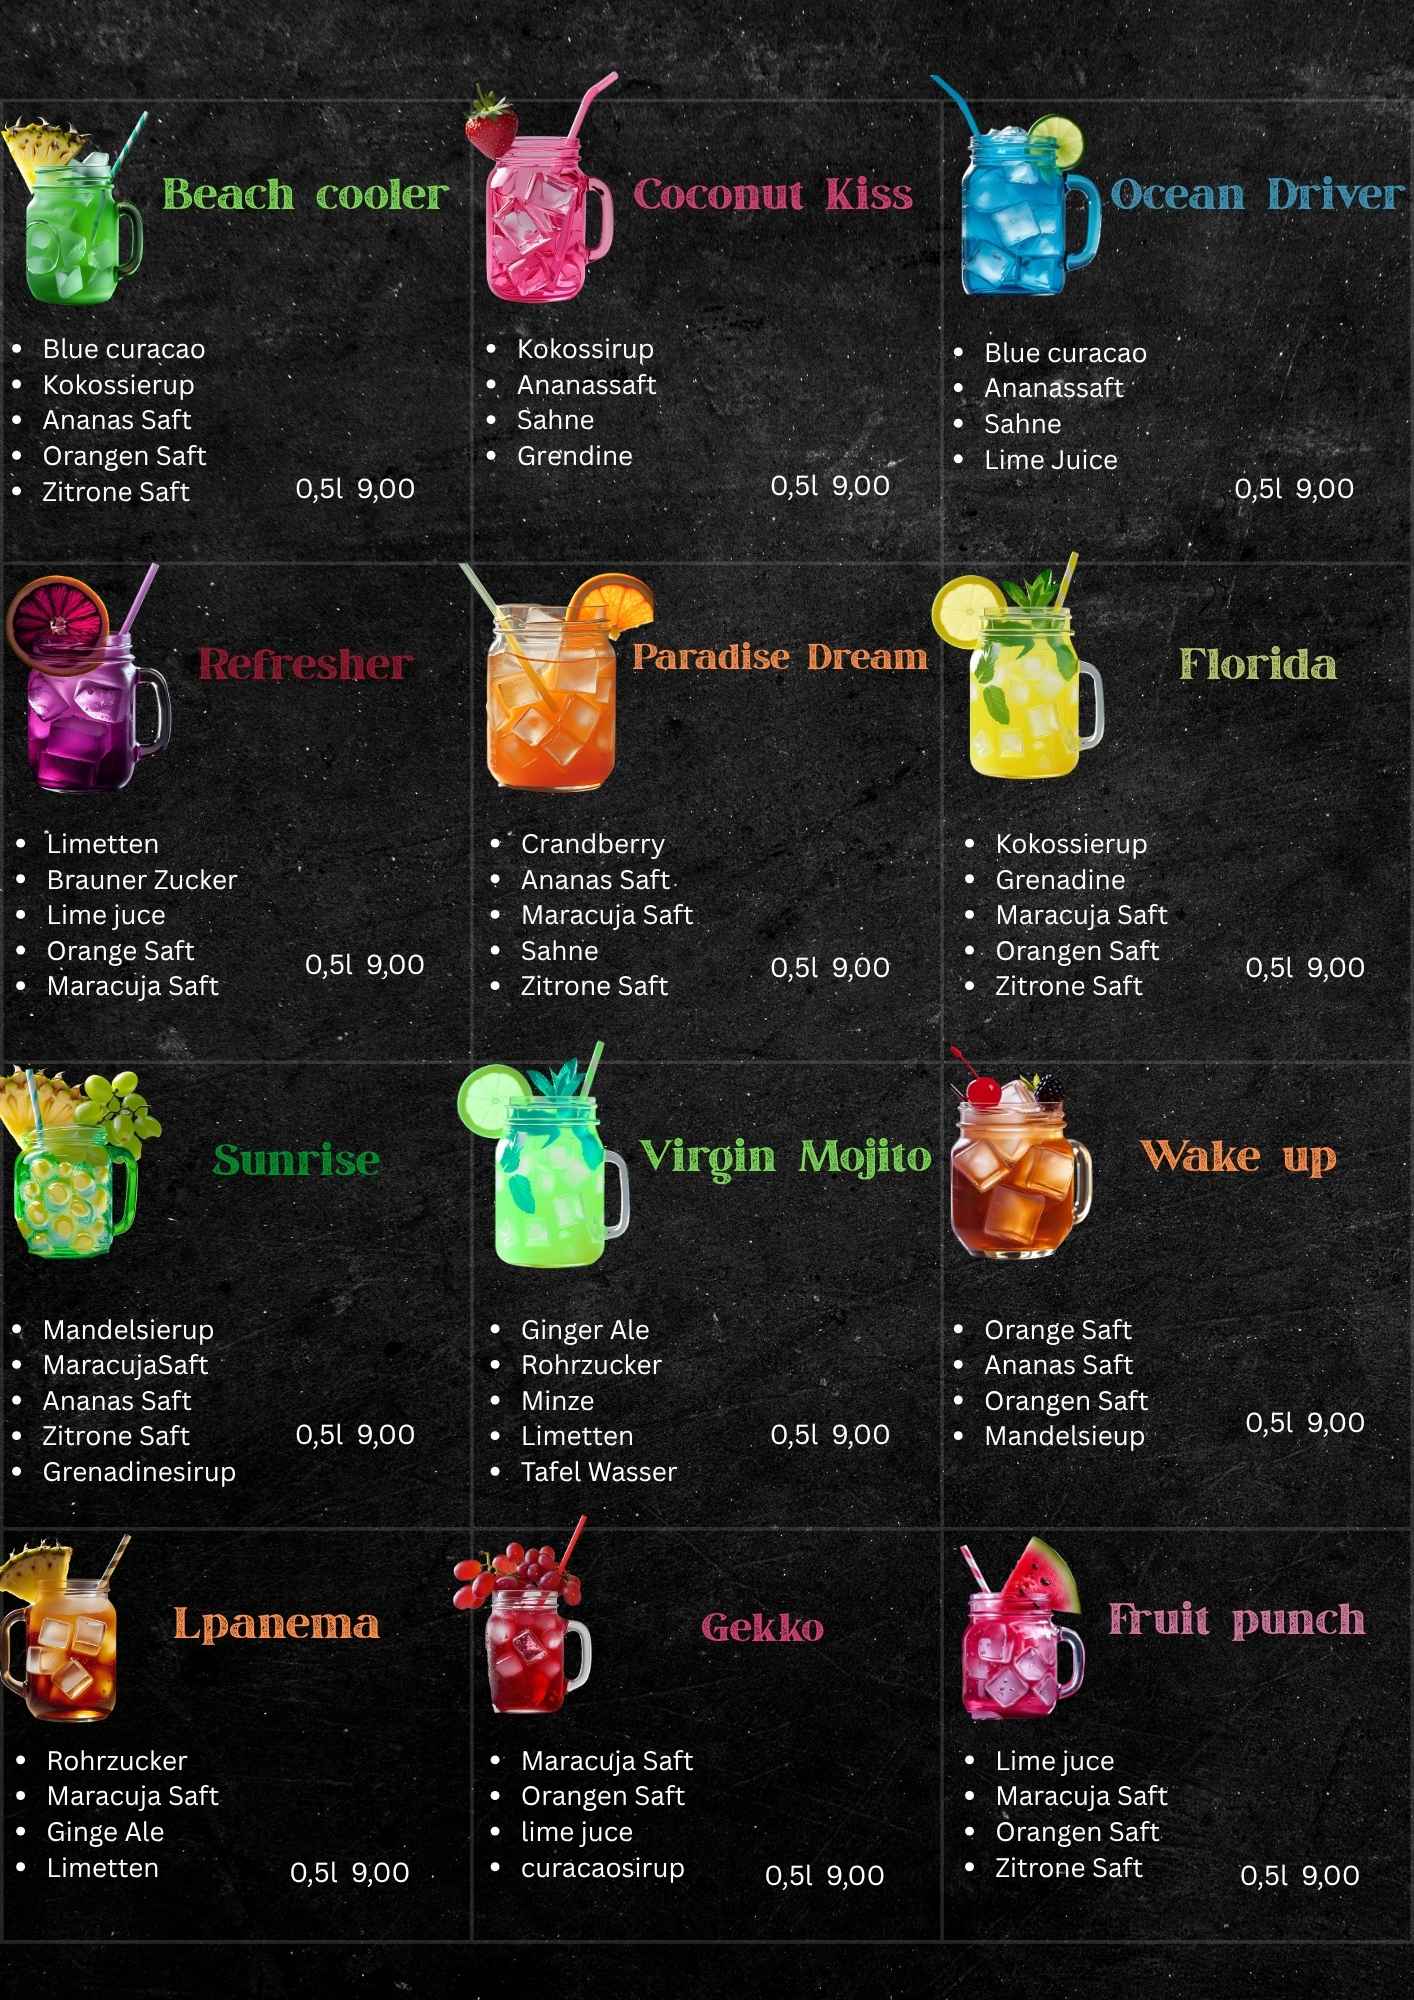 Beach cooler
Blue curacao
Kokossierup
Ananas Saft
Orangen Saft
Zitrone Saft
0,5l 9,00
Coconut Kiss
Kokossirup
Ananassaft
Sahne
Grendine
0,5l 9,00
Ocean Driver
Blue curacao
Ananassaft
Sahne
Lime Juice
0,5l 9,00
Refresher
Limetten
Brauner Zucker
Lime juce
Orange Saft
Maracuja Saft
0,5l 9,00
Paradise Dream
Crandberry
Ananas Saft
Maracuja Saft
Sahne
Zitrone Saft
0,5l 9,00
Florida
Kokossierup
Grenadine
Maracuja Saft
Orangen Saft
Zitrone Saft
0,5l 9,00
Sunrise
Mandelsierup
MaracujaSaft
Ananas Saft
Zitrone Saft
Grenadinesirup
0,5l 9,00
Virgin Mojito
Ginger Ale
Rohrzucker
Minze
Limetten
Tafel Wasser
0,5l 9,00
Wake up
Orange Saft
Ananas Saft
Orangen Saft
Mandelsieup
0,5l 9,00
Lpanema
Rohrzucker
Maracuja Saft
Ginge Ale
Limetten
0,5l 9,00
Gekko
Maracuja Saft
Orangen Saft
lime juce
curacaosirup
0,5l 9,00
Fruit punch
Lime juce
Maracuja Saft
Orangen Saft
Zitrone Saft
0,5l 9,00